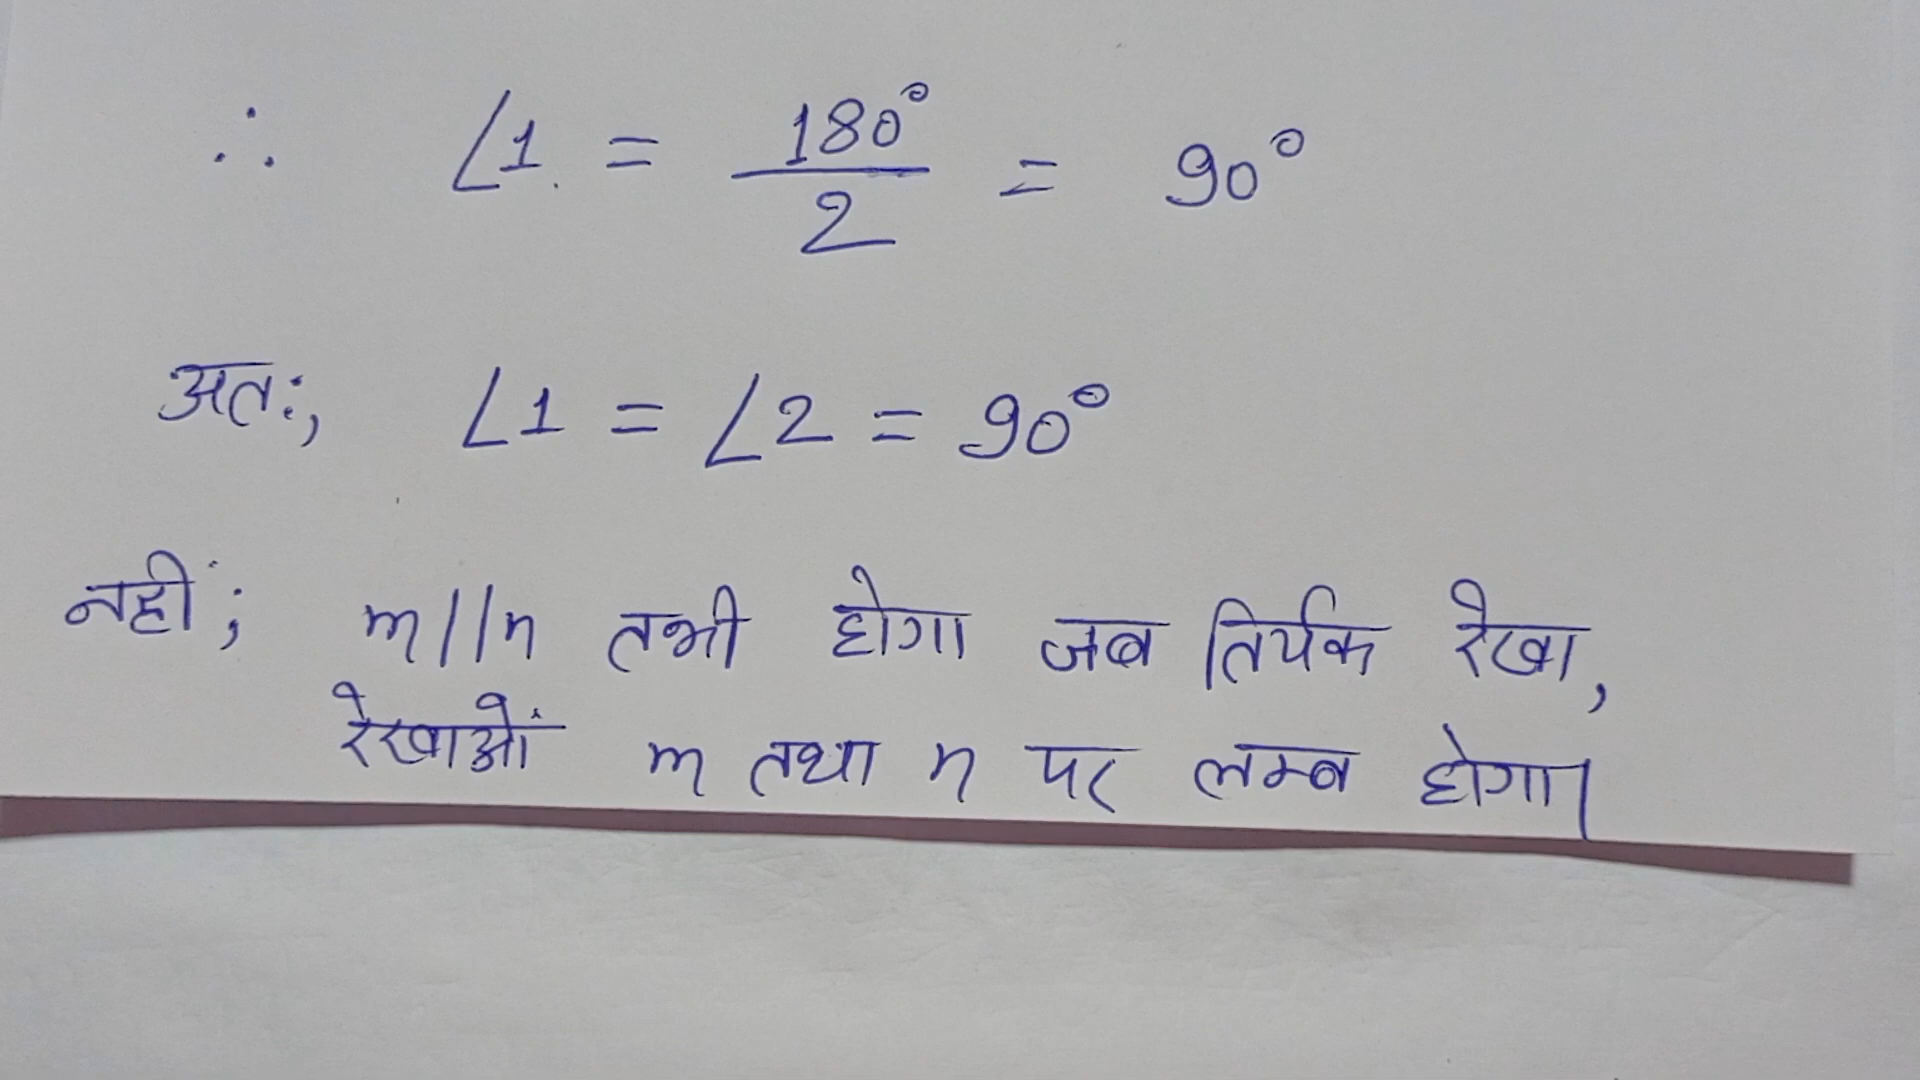 ∴ ∠1 = 180°/2 = 90°
अतः, ∠1 = ∠2 = 90°
नहीं; m||n तभी होगा जब तिर्यक रेखा,
रेखाओं m तथा n पर लम्ब होगा।